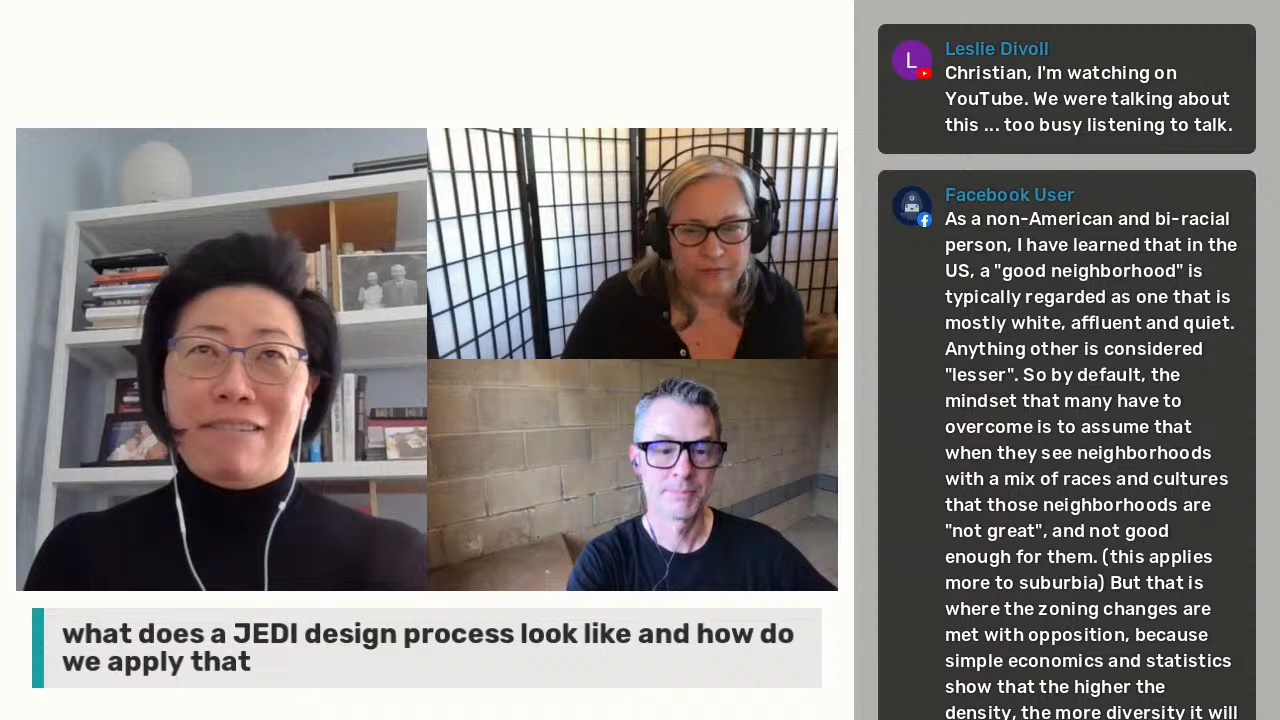 what does a JEDI design process look like and how do
we apply that
L
Leslie Divoll
Christian, I'm watching on
YouTube. We were talking about
this ... too busy listening to talk.
Facebook User
As a non-American and bi-racial
person, I have learned that in the
US, a "good neighborhood" is
typically regarded as one that is
mostly white, affluent and quiet.
Anything other is considered
"lesser". So by default, the
mindset that many have to
overcome is to assume that
when they see neighborhoods
with a mix of races and cultures
that those neighborhoods are
"not great", and not good
enough for them. (this applies
more to suburbia) But that is
where the zoning changes are
met with opposition, because
simple economics and statistics
show that the higher the
density, the more diversity it will